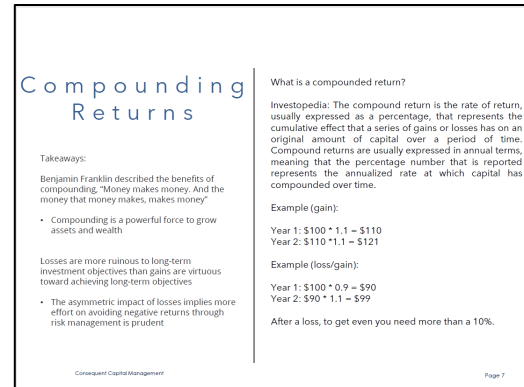 Compounding
Returns
Takeaways:
Benjamin Franklin described the benefits of
compounding, "Money makes money. And the
money that money makes, makes money"
• Compounding is a powerful force to grow
assets and wealth
Losses are more ruinous to long-term
investment objectives than gains are virtuous
toward achieving long-term objectives
• The asymmetric impact of losses implies more
effort on avoiding negative returns through
risk management is prudent
What is a compounded return?
Investopedia: The compound return is the rate of return,
usually expressed as a percentage, that represents the
cumulative effect that a series of gains or losses has on an
original amount of capital over a period of time.
Compound returns are usually expressed in annual terms,
meaning that the percentage number that is reported
represents the annualized rate at which capital has
compounded over time.
Example (gain):
Year 1: $100 * 1.1 = $110
Year 2: $110 *1.1 = $121
Example (loss/gain):
Year 1: $100 * 0.9 = $90
Year 2: $90 * 1.1 = $99
After a loss, to get even you need more than a 10%.
Consequent Capital Management
Page 7